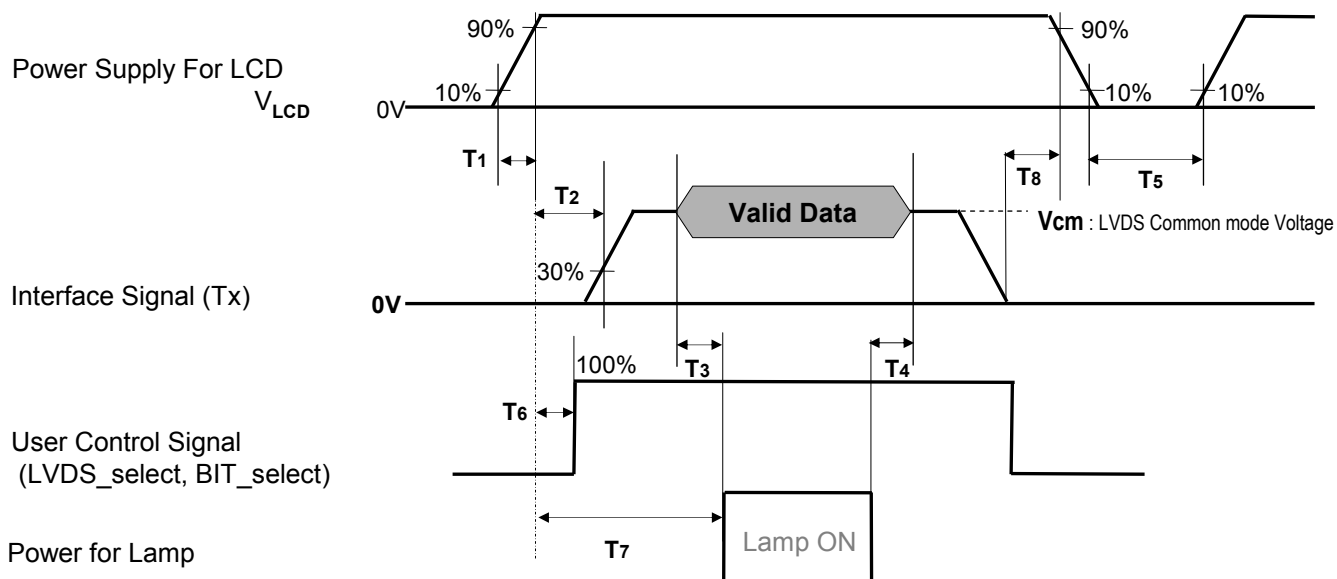 90%
90%
Power Supply For LCD
VLCD
10%
10%
10%
0V
T1
T2
T8
T5
Valid Data
Vcm : LVDS Common mode Voltage
30%
Interface Signal (Tx)
0V
100%
T3
T4
T6
User Control Signal
(LVDS_select, BIT_select)
T7
Lamp ON
Power for Lamp